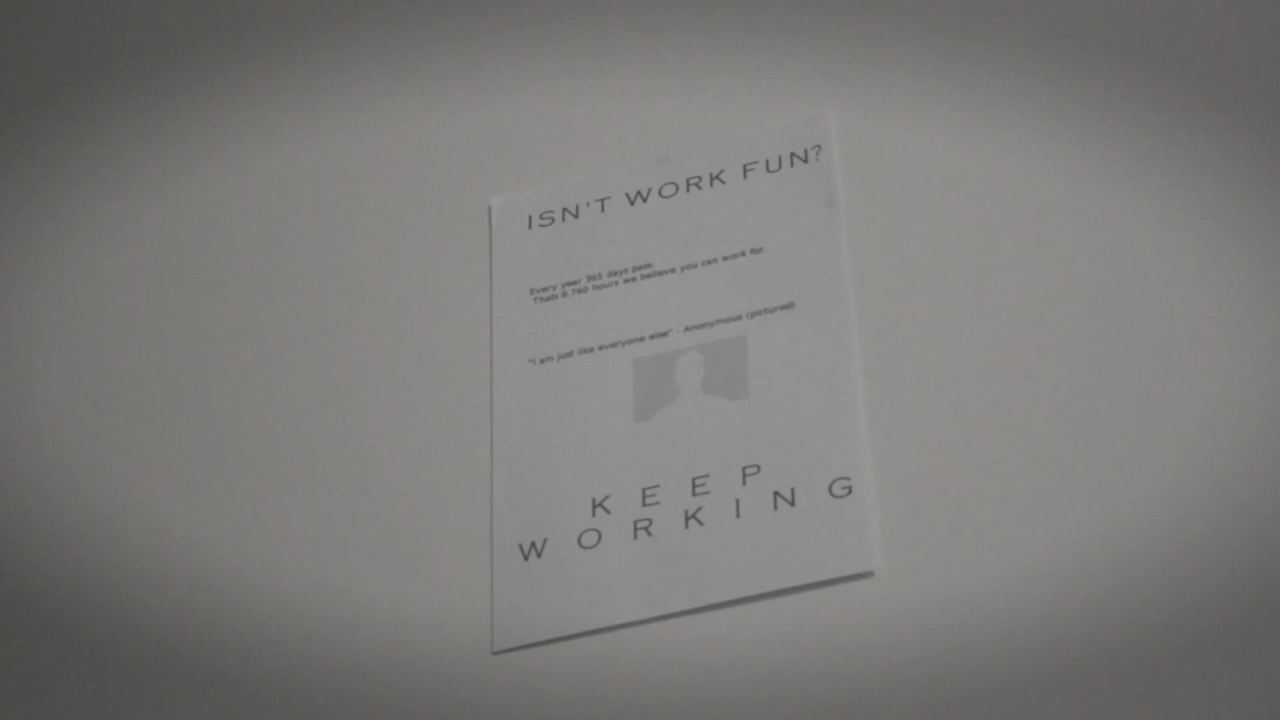 ISN'T WORK FUN?
Every year 365 days pass.
Thats 8,760 hours we believe you can work for
"I am just like everyone else" - Anonymous (pictured)
KEEP
WORKING